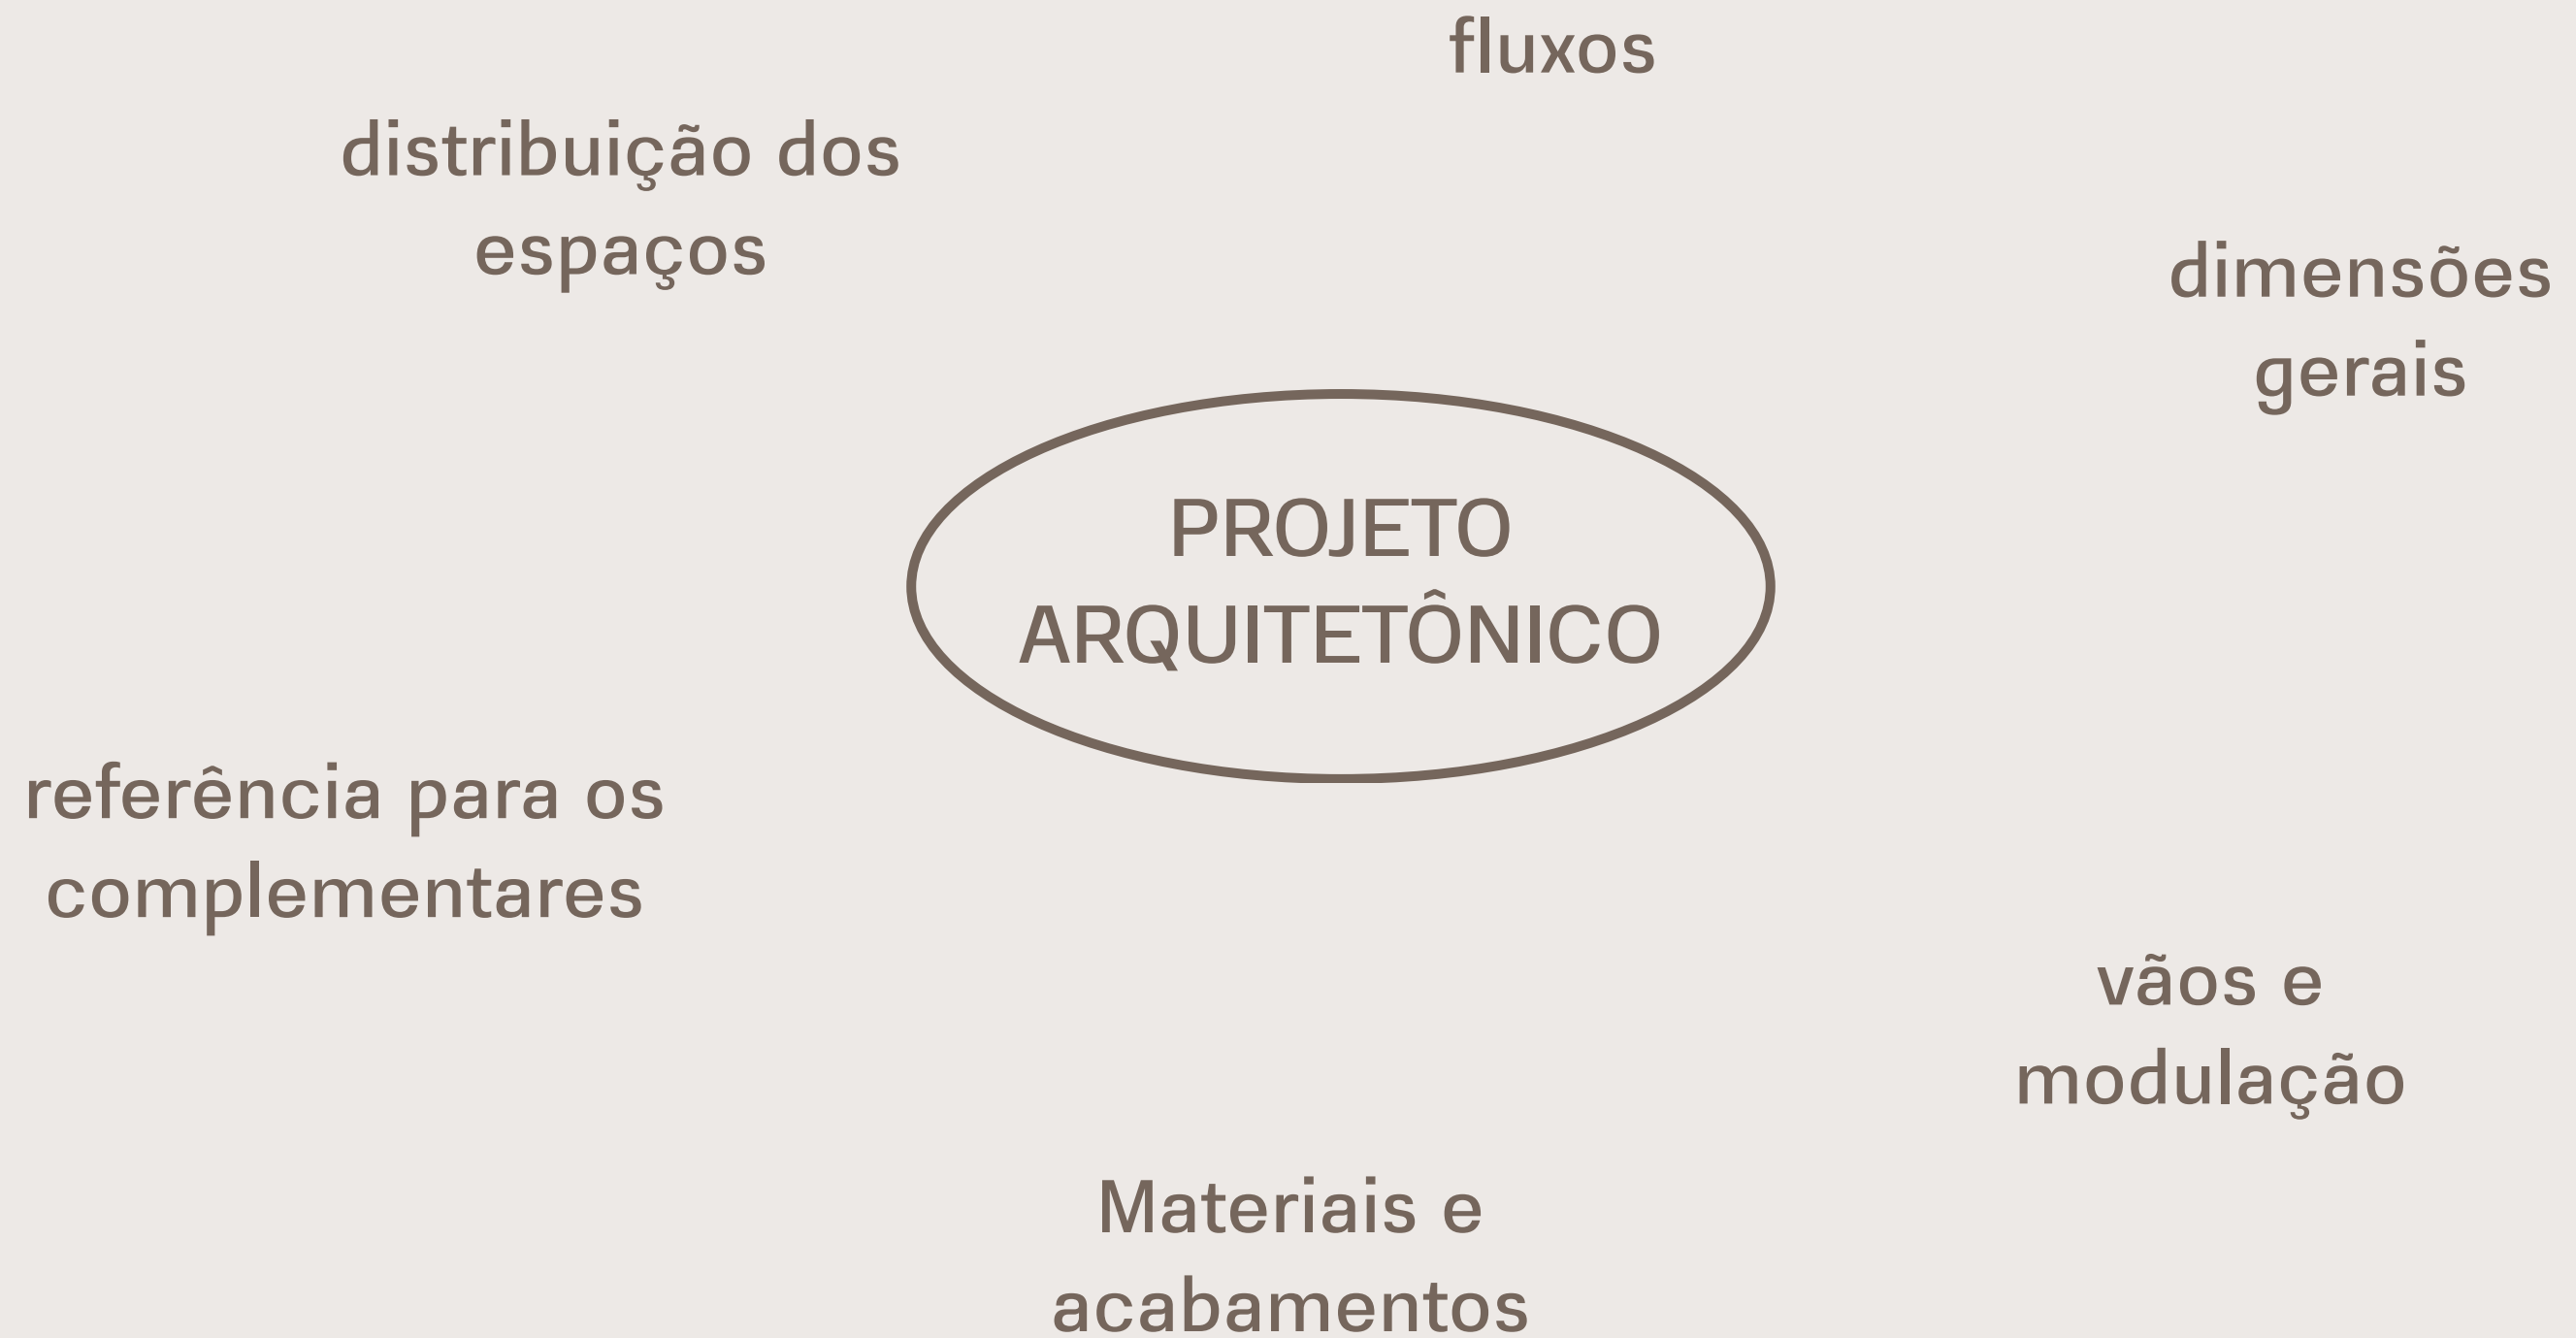 fluxos
distribuição dos
espaços
dimensões
gerais
PROJETO
ARQUITETÔNICO
referência para os
complementares
vãos e
modulação
Materiais e
acabamentos